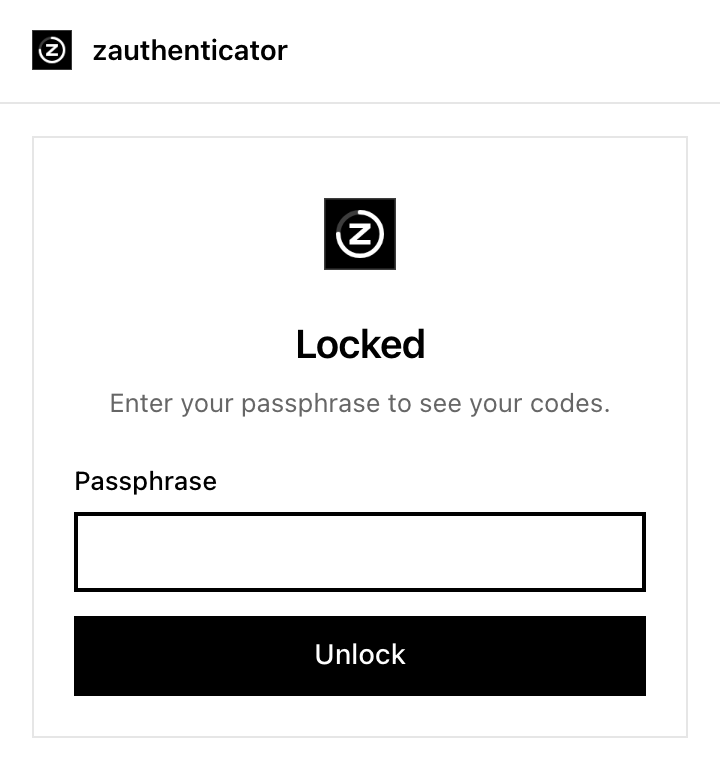 zauthenticator
Locked
Enter your passphrase to see your codes.
Passphrase
Unlock